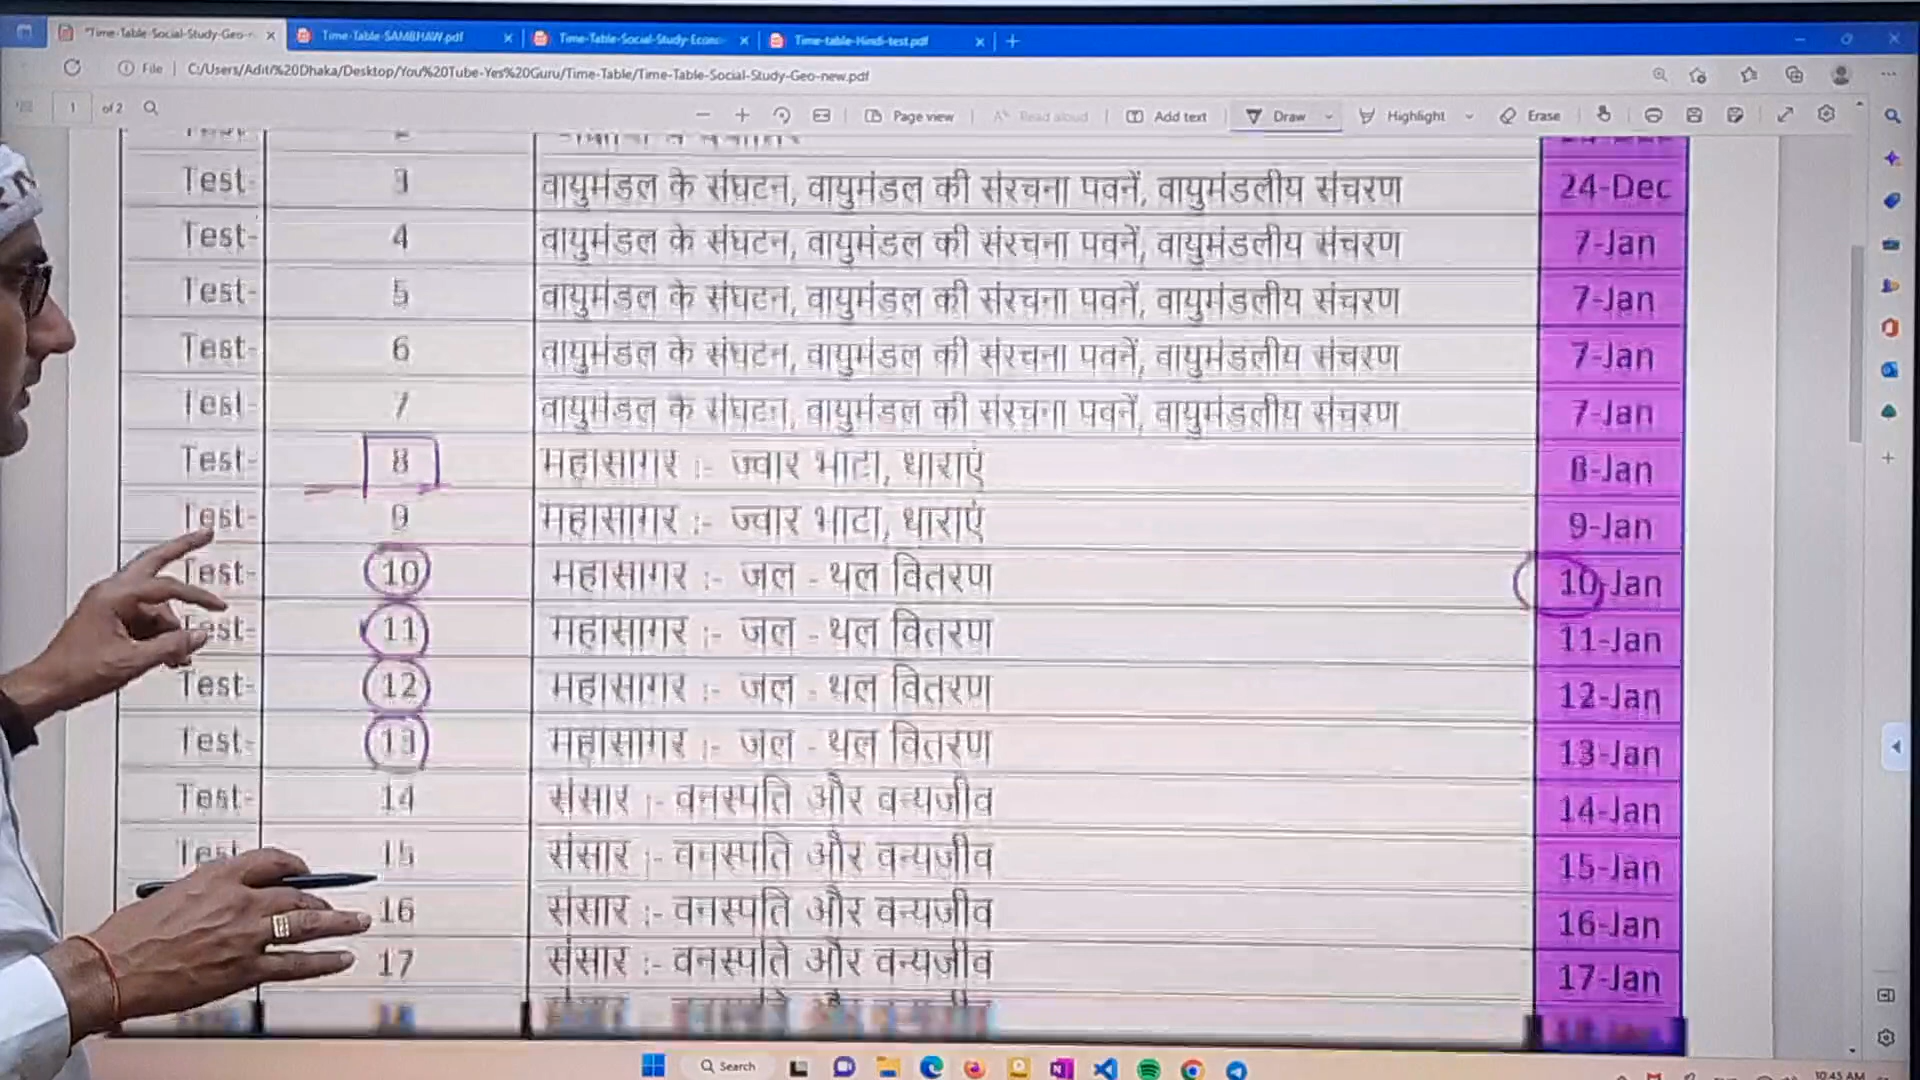 *Time-Table-Social-Study-Geo-n Time-Table-SAMBHAW.pdf Time-Table-Social-Study-Econo Time-table-Hindi-test.pdf
File C:/Users/Aditi%20Dhaka/Desktop/You%20Tube-Yes%20Guru/Time-Table/Time-Table-Social-Study-Geo-new.pdf
1 of 2 Page view Read aloud Add text Draw Highlight Erase
Test- 3 वायुमंडल के संघटन, वायुमंडल की संरचना पवनें, वायुमंडलीय संचरण 24-Dec
Test- 4 वायुमंडल के संघटन, वायुमंडल की संरचना पवनें, वायुमंडलीय संचरण 7-Jan
Test- 5 वायुमंडल के संघटन, वायुमंडल की संरचना पवनें, वायुमंडलीय संचरण 7-Jan
Test- 6 वायुमंडल के संघटन, वायुमंडल की संरचना पवनें, वायुमंडलीय संचरण 7-Jan
Test- 7 वायुमंडल के संघटन, वायुमंडल की संरचना पवनें, वायुमंडलीय संचरण 7-Jan
Test- 8 महासागर :- ज्वार भाटा, धाराएं 8-Jan
Test- 9 महासागर :- ज्वार भाटा, धाराएं 9-Jan
Test- 10 महासागर :- जल - थल वितरण 10-Jan
Test- 11 महासागर :- जल - थल वितरण 11-Jan
Test- 12 महासागर :- जल - थल वितरण 12-Jan
Test- 13 महासागर :- जल - थल वितरण 13-Jan
Test- 14 संसार :- वनस्पति और वन्यजीव 14-Jan
Test- 15 संसार :- वनस्पति और वन्यजीव 15-Jan
16 संसार :- वनस्पति और वन्यजीव 16-Jan
17 संसार :- वनस्पति और वन्यजीव 17-Jan
Search
10:45 AM